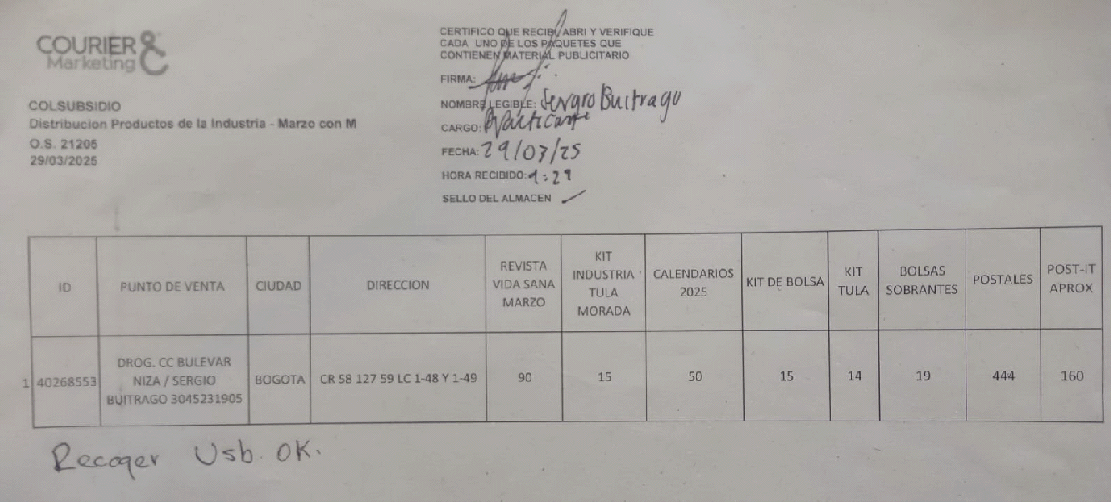 COURIER &
Marketing
COLSUBSIDIO
Distribucion Productos de la Industria - Marzo con M
O.S. 21206
29/03/2025
CERTIFICO QUE RECIBI, ABRI Y VERIFIQUE
CADA UNO DE LOS PAQUETES QUE
CONTIENEN MATERIAL PUBLICITARIO
FIRMA:
NOMBRE LEGIBLE: Sergio Buitrago
CARGO: Practicante
FECHA: 29/03/25
HORA RECIBIDO: 1:29
SELLO DEL ALMACEN
ID PUNTO DE VENTA CIUDAD DIRECCION REVISTA VIDA SANA MARZO KIT INDUSTRIA TULA MORADA CALENDARIOS 2025 KIT DE BOLSA KIT TULA BOLSAS SOBRANTES POSTALES POST-IT APROX
1 40268553 DROG. CC BULEVAR NIZA / SERGIO BUITRAGO 3045231905 BOGOTA CR 58 127 59 LC 1-48 Y 1-49 90 15 50 15 14 19 444 160
Recoger Usb. OK.